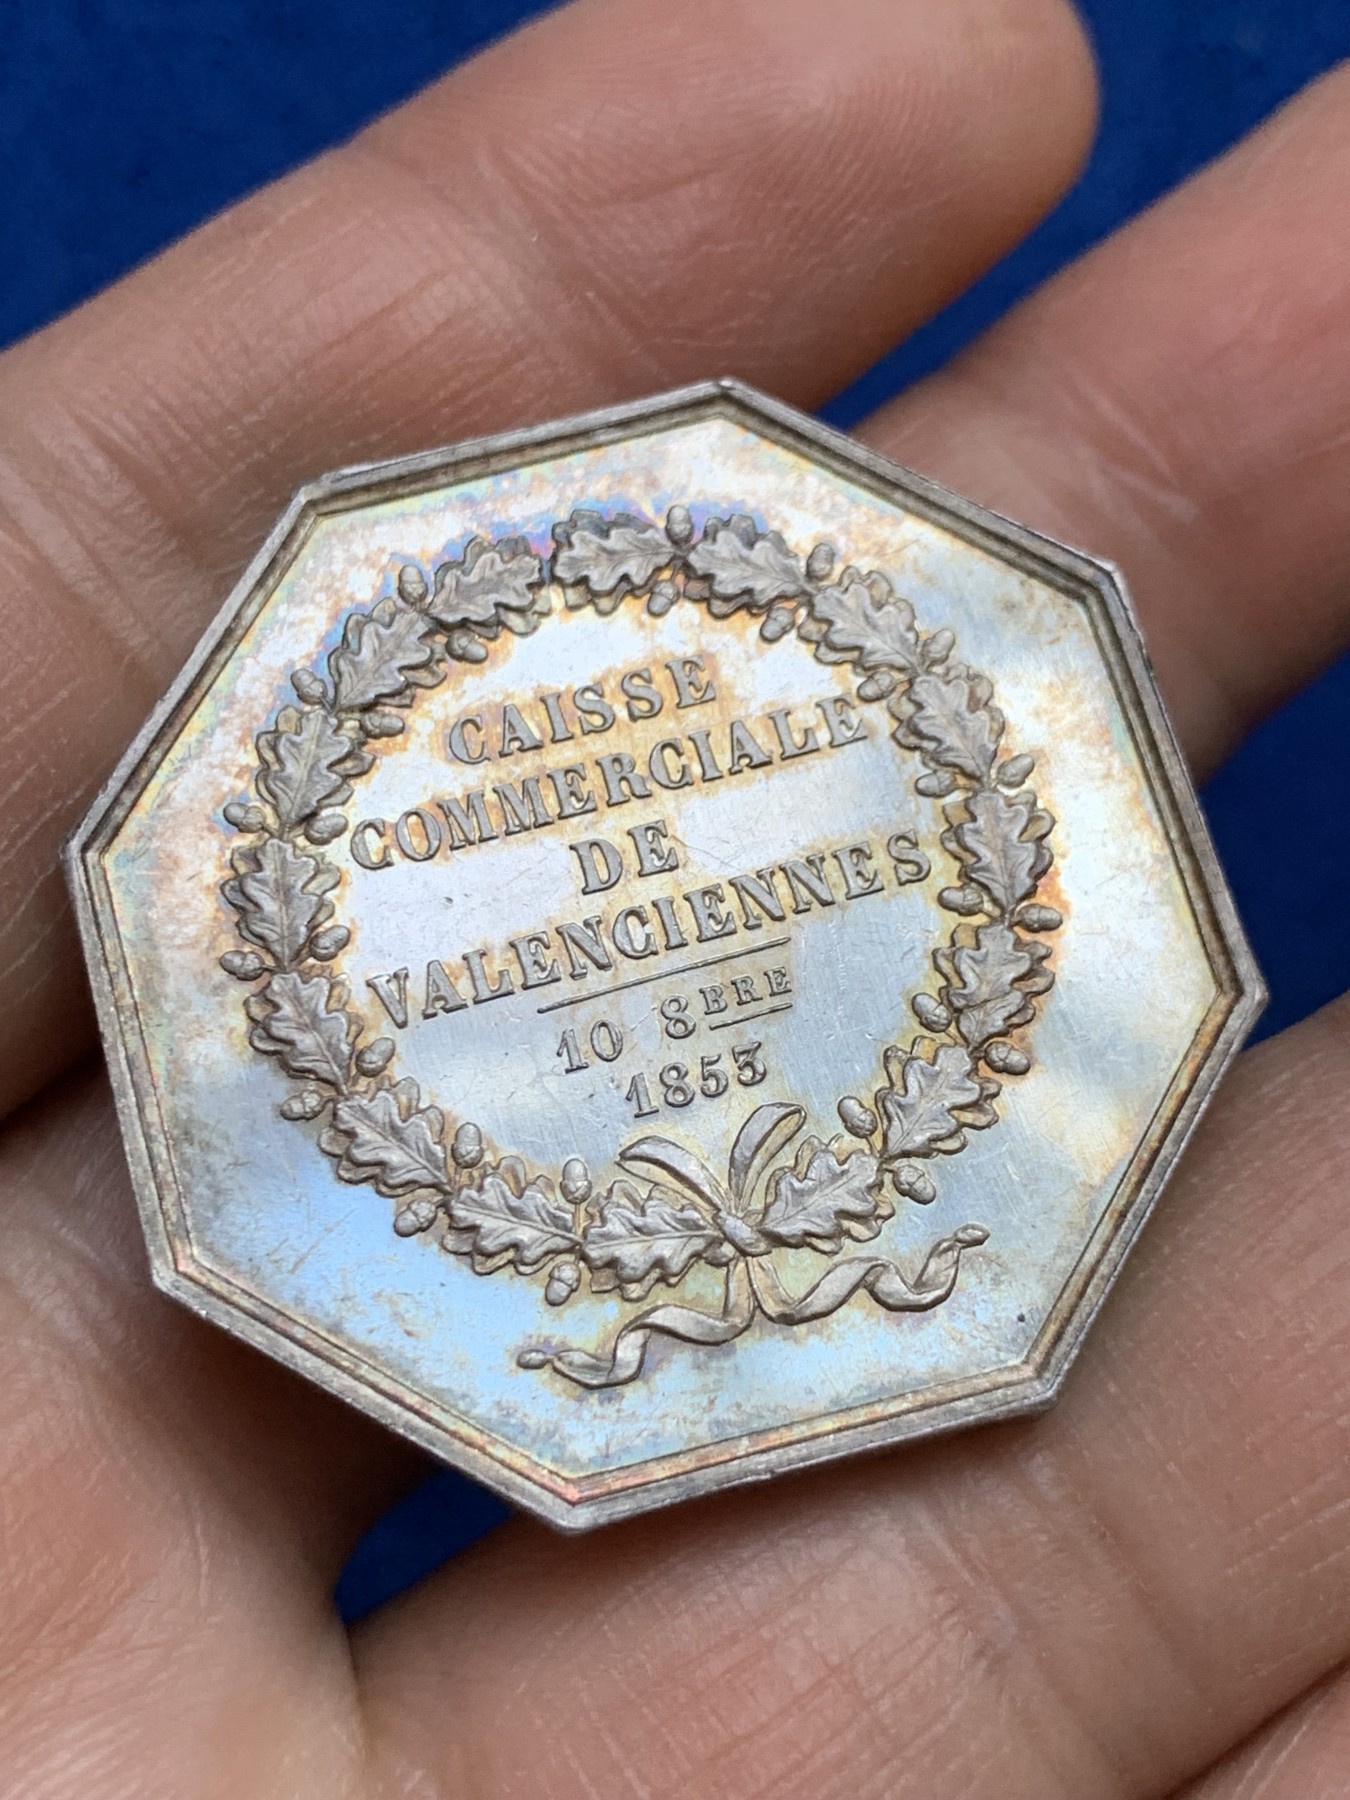 CAISSE
COMMERCIALE
DE
VALENCIENNES
10 8BRE
1853